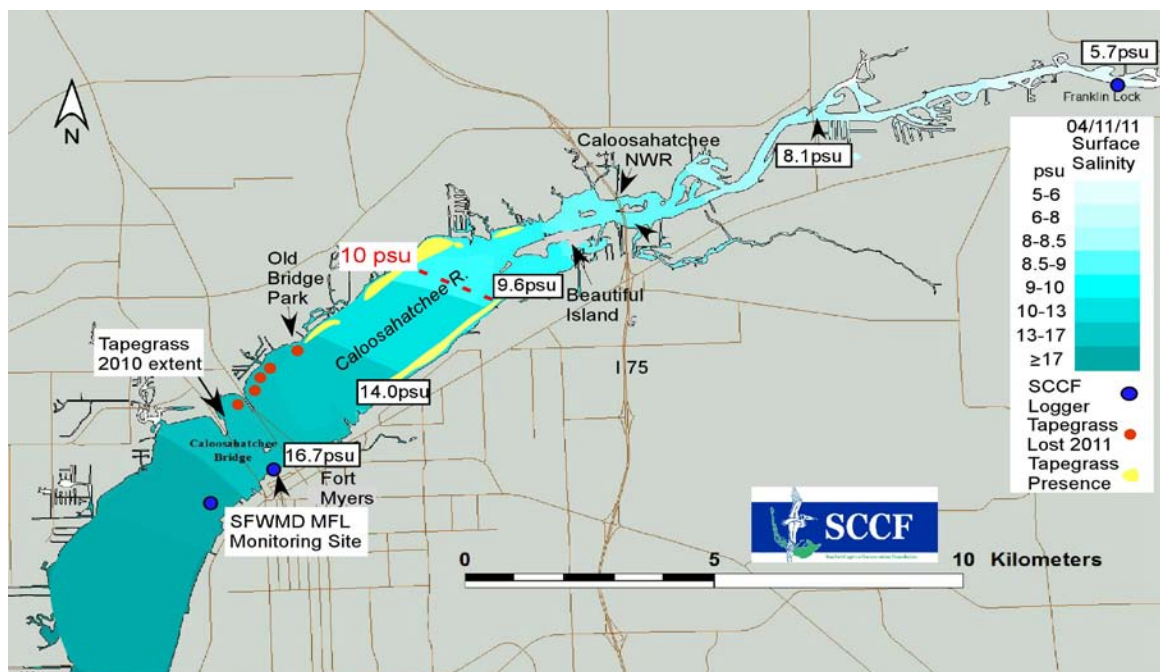 5.7psu
Franklin Lock
N
Caloosahatchee
NWR
8.1psu
04/11/11
Surface
Salinity
psu
5-6
6-8
8-8.5
8.5-9
9-10
10-13
13-17
≥17
SCCF
Logger
Tapegrass
Lost 2011
Tapegrass
Presence
10 psu
Old
Bridge
Park
Caloosahatchee R.
9.6psu
Beautiful
Island
Tapegrass
2010 extent
I 75
14.0psu
Caloosahatchee
Bridge
16.7psu
Fort
Myers
SFWMD MFL
Monitoring Site
SCCF
0 5 10 Kilometers